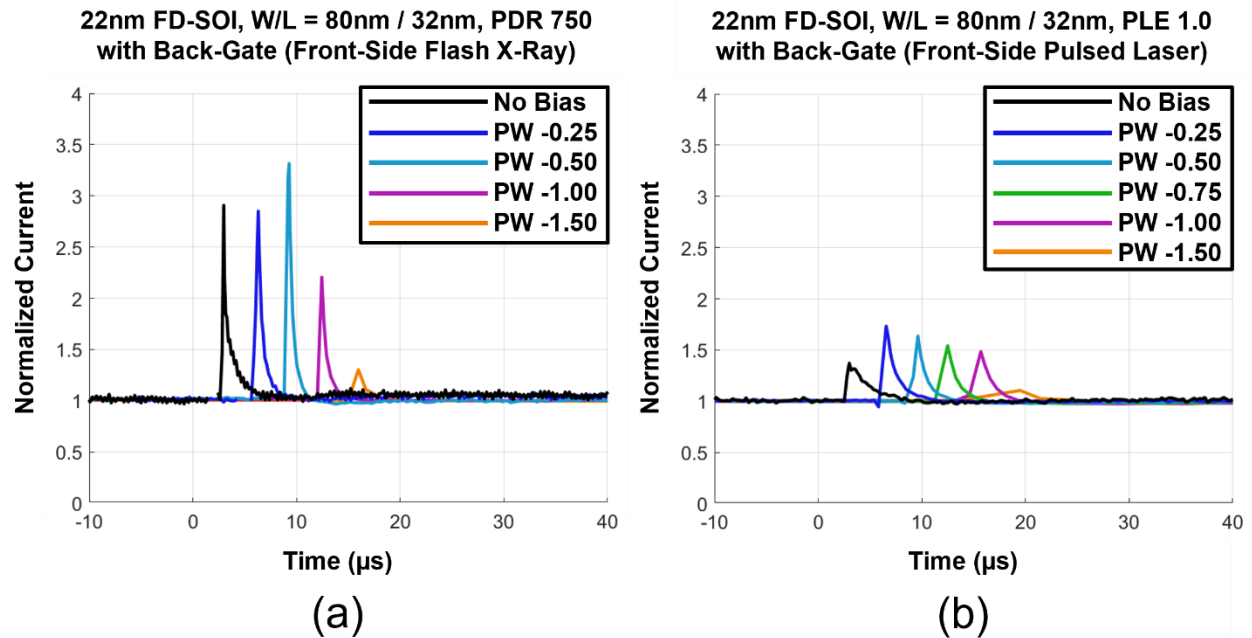 22nm FD-SOI, W/L = 80nm / 32nm, PDR 750
with Back-Gate (Front-Side Flash X-Ray)
4
3.5
3
2.5
2
1.5
1
0.5
0
Normalized Current
No Bias
PW -0.25
PW -0.50
PW -1.00
PW -1.50
-10
0
10
20
30
40
Time (μs)
(a)
22nm FD-SOI, W/L = 80nm / 32nm, PLE 1.0
with Back-Gate (Front-Side Pulsed Laser)
4
3.5
3
2.5
2
1.5
1
0.5
0
Normalized Current
No Bias
PW -0.25
PW -0.50
PW -0.75
PW -1.00
PW -1.50
-10
0
10
20
30
40
Time (μs)
(b)